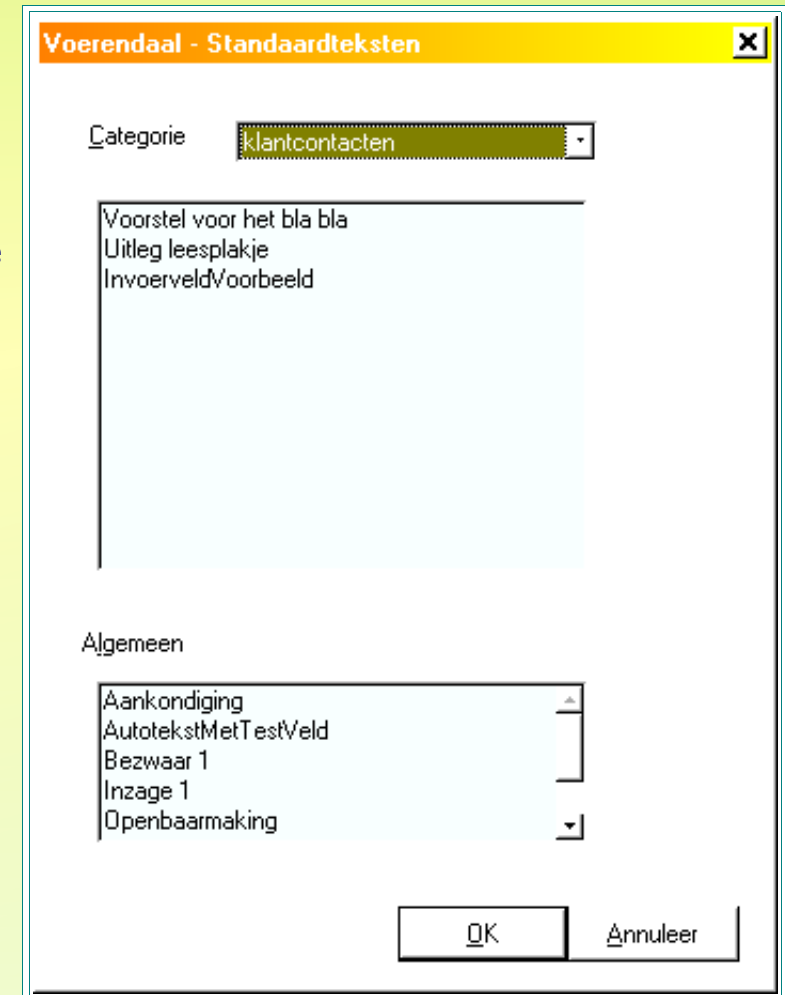 Voerendaal - Standaardteksten
Categorie klantcontacten
Voorstel voor het bla bla
Uitleg leesplakje
InvoerveldVoorbeeld
Algemeen
Aankondiging
AutotekstMetTestVeld
Bezwaar 1
Inzage 1
Openbaarmaking
OK Annuleer